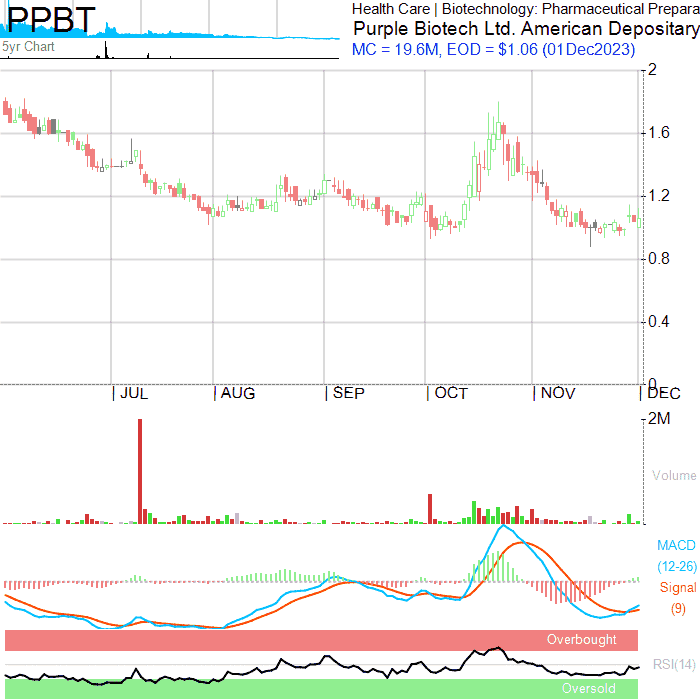 PPBT
5yr Chart
Health Care | Biotechnology: Pharmaceutical Prepara
Purple Biotech Ltd. American Depositary
MC = 19.6M, EOD = $1.06 (01Dec2023)
2
1.6
1.2
0.8
0.4
0
JUL AUG SEP OCT NOV DEC
2M
Volume
MACD
(12-26)
Signal
(9)
Overbought
RSI(14)
Oversold